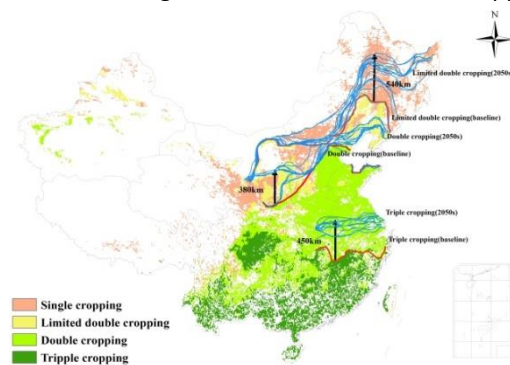 N
Limited double cropping(2050s
540km
Limited double cropping(baseline)
Double cropping(2050s)
Double cropping(baseline)
380km
Triple cropping(2050s)
450km
Triple cropping(baseline)
Single cropping
Limited double cropping
Double cropping
Tripple cropping